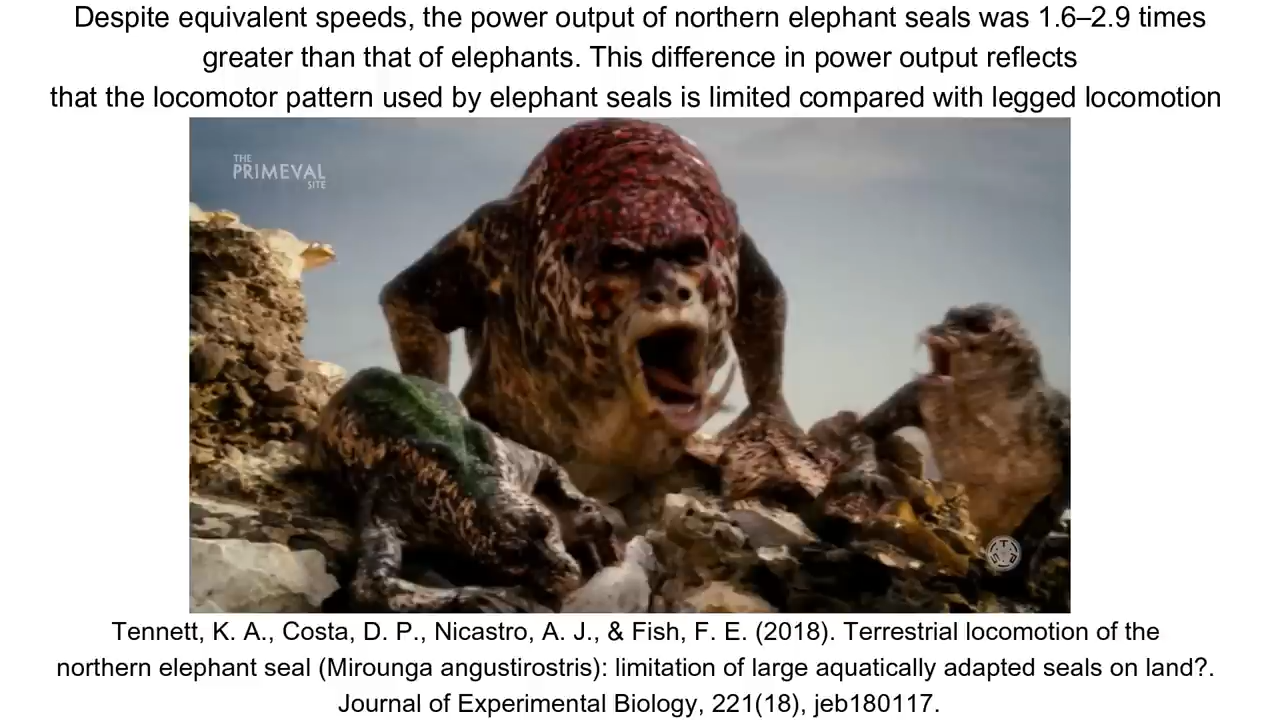 Despite equivalent speeds, the power output of northern elephant seals was 1.6–2.9 times
greater than that of elephants. This difference in power output reflects
that the locomotor pattern used by elephant seals is limited compared with legged locomotion
THE
PRIMEVAL
SITE
Tennett, K. A., Costa, D. P., Nicastro, A. J., & Fish, F. E. (2018). Terrestrial locomotion of the
northern elephant seal (Mirounga angustirostris): limitation of large aquatically adapted seals on land?.
Journal of Experimental Biology, 221(18), jeb180117.